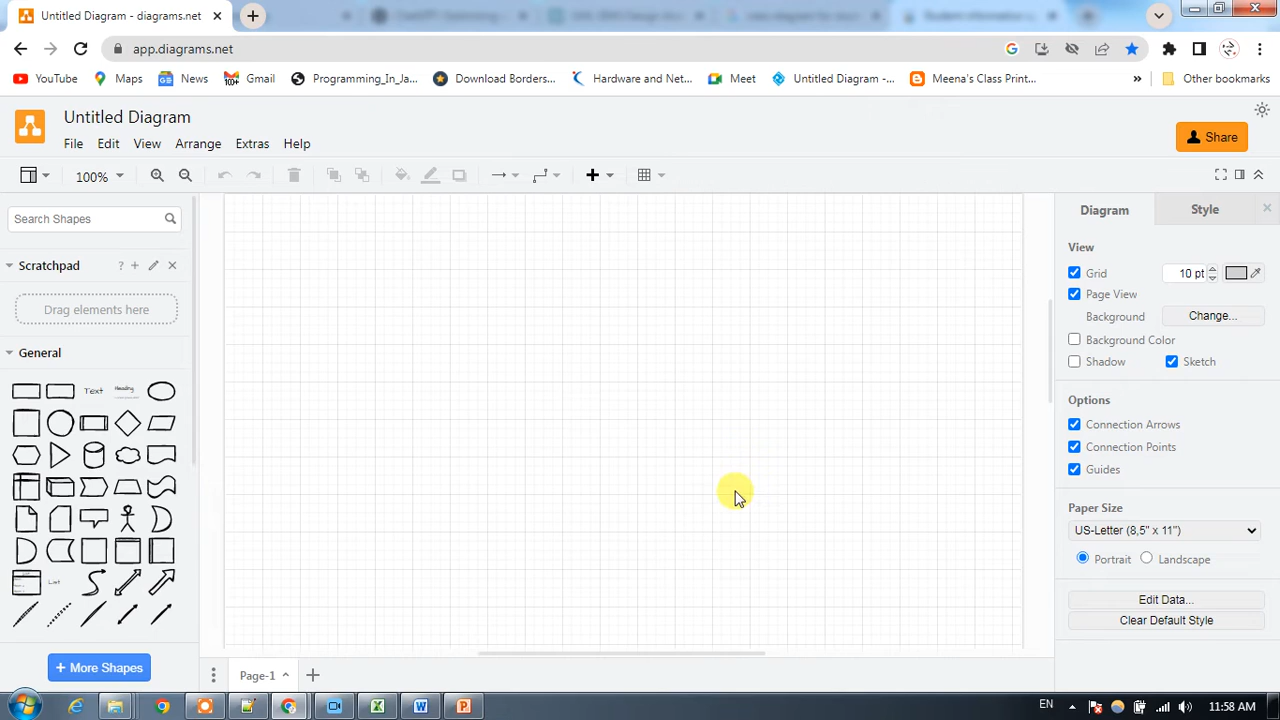 Untitled Diagram - diagrams.net
app.diagrams.net
YouTube Maps News Gmail Programming_In_Ja... Download Borders... Hardware and Net... Meet Untitled Diagram -... Meena's Class Print... » Other bookmarks
Untitled Diagram
Share
File Edit View Arrange Extras Help
100%
Search Shapes
Diagram Style
View
Scratchpad ?
Grid 10 pt
Page View
Drag elements here
Background Change...
Background Color
General
Shadow Sketch
Text Heading
Options
Connection Arrows
Connection Points
Guides
Paper Size
US-Letter (8,5" x 11")
Portrait Landscape
List
Edit Data...
Clear Default Style
+ More Shapes
Page-1
EN 11:58 AM